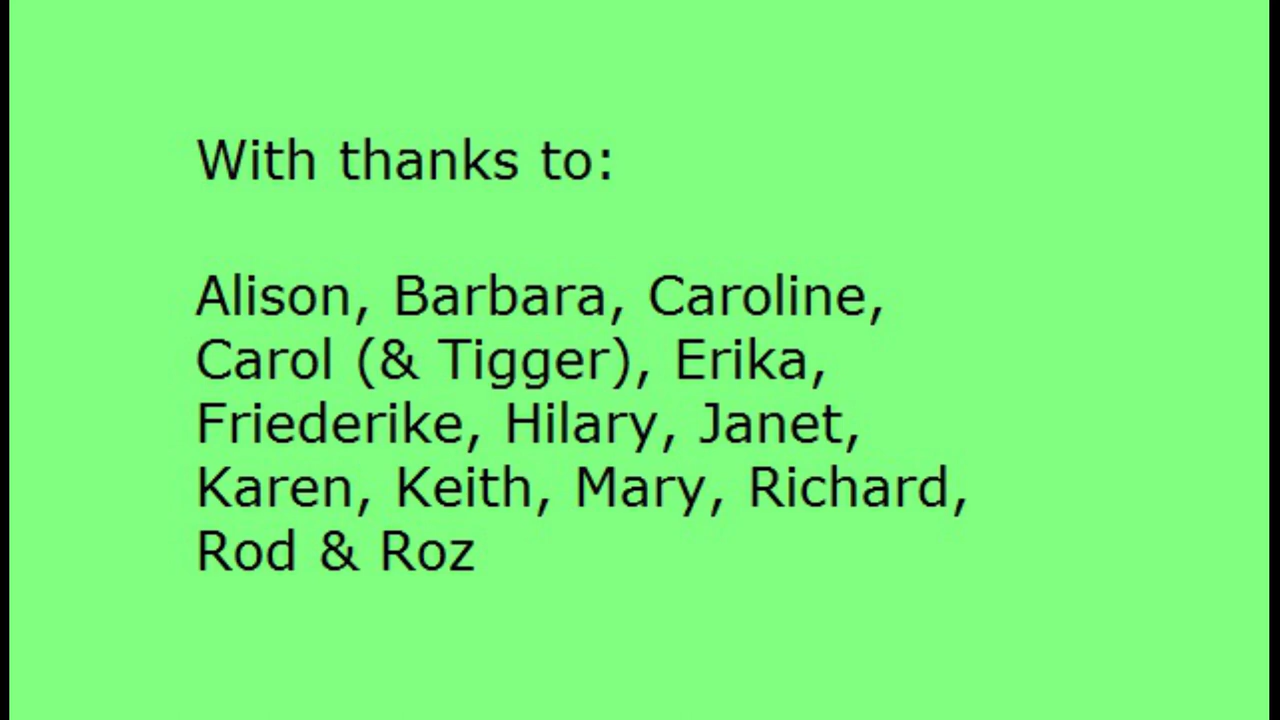 With thanks to:
Alison, Barbara, Caroline,
Carol (& Tigger), Erika,
Friederike, Hilary, Janet,
Karen, Keith, Mary, Richard,
Rod & Roz